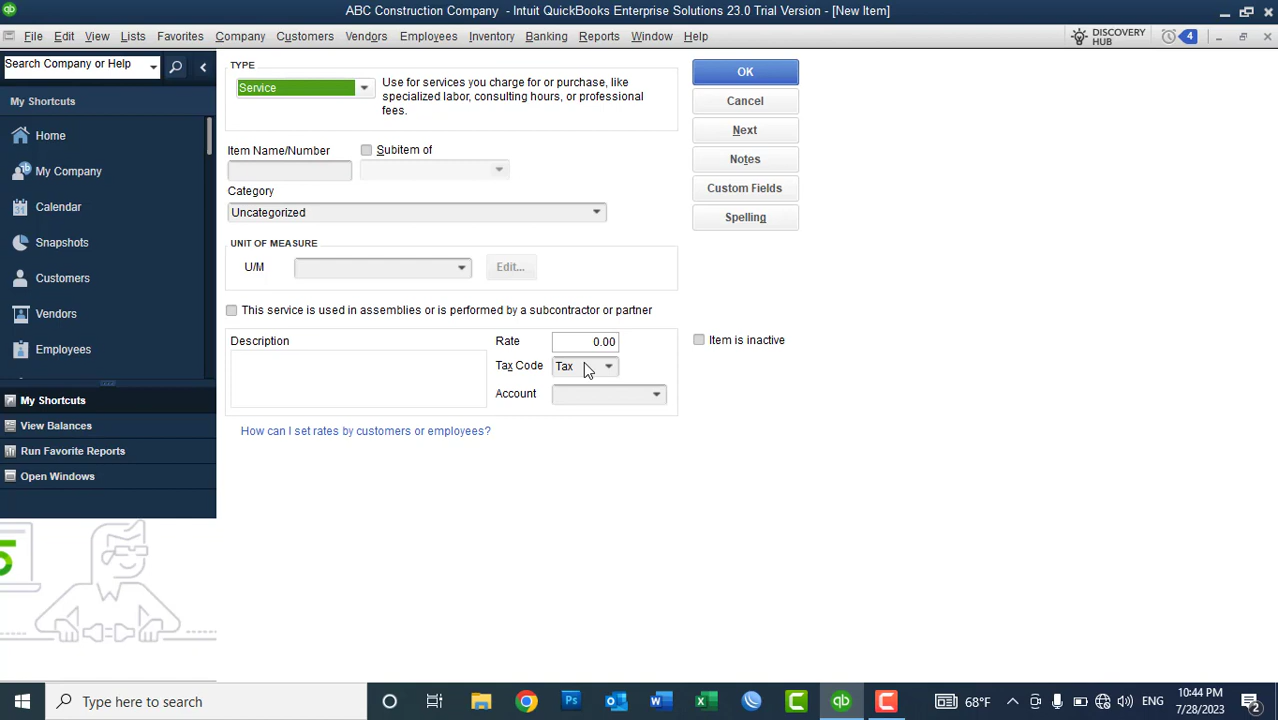 ABC Construction Company - Intuit QuickBooks Enterprise Solutions 23.0 Trial Version - [New Item]
File Edit View Lists Favorites Company Customers Vendors Employees Inventory Banking Reports Window Help DISCOVERY HUB 4
Search Company or Help
My Shortcuts
Home
My Company
Calendar
Snapshots
Customers
Vendors
Employees
My Shortcuts
View Balances
Run Favorite Reports
Open Windows
TYPE
Service
Use for services you charge for or purchase, like
specialized labor, consulting hours, or professional
fees.
Item Name/Number
Subitem of
Category
Uncategorized
UNIT OF MEASURE
U/M
Edit...
This service is used in assemblies or is performed by a subcontractor or partner
Description
Rate 0.00
Tax Code Tax
Account
How can I set rates by customers or employees?
OK
Cancel
Next
Notes
Custom Fields
Spelling
Item is inactive
Type here to search
68°F
ENG
10:44 PM
7/28/2023
2